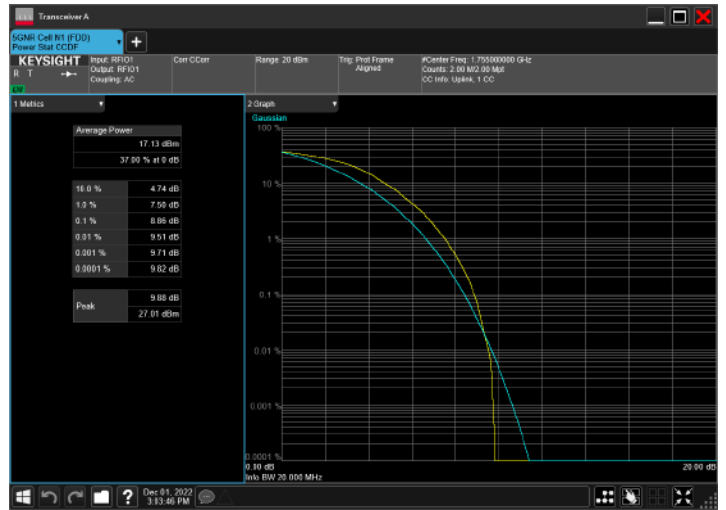 Transceiver A
5GNR Cell N1 (FDD)
Power Stat CCDF
KEYSIGHT
R T
Input: RFIO1
Output: RFIO1
Coupling: AC
Corr CCorr
Range: 20 dBm
Trig: Prot Frame
Aligned
#Center Freq: 1.755000000 GHz
Counts: 2.00 M/2.00 Mpt
CC Info: Uplink, 1 CC
1 Metrics
Average Power
17.13 dBm
37.00 % at 0 dB
10.0 % 4.74 dB
1.0 % 7.50 dB
0.1 % 8.86 dB
0.01 % 9.51 dB
0.001 % 9.71 dB
0.0001 % 9.82 dB
Peak
9.88 dB
27.01 dBm
2 Graph
Gaussian
100 %
10 %
1 %
0.1 %
0.01 %
0.001 %
0.0001 %
0.00 dB
20.00 dB
Info BW 20.000 MHz
?
Dec 01, 2022
3:13:46 PM